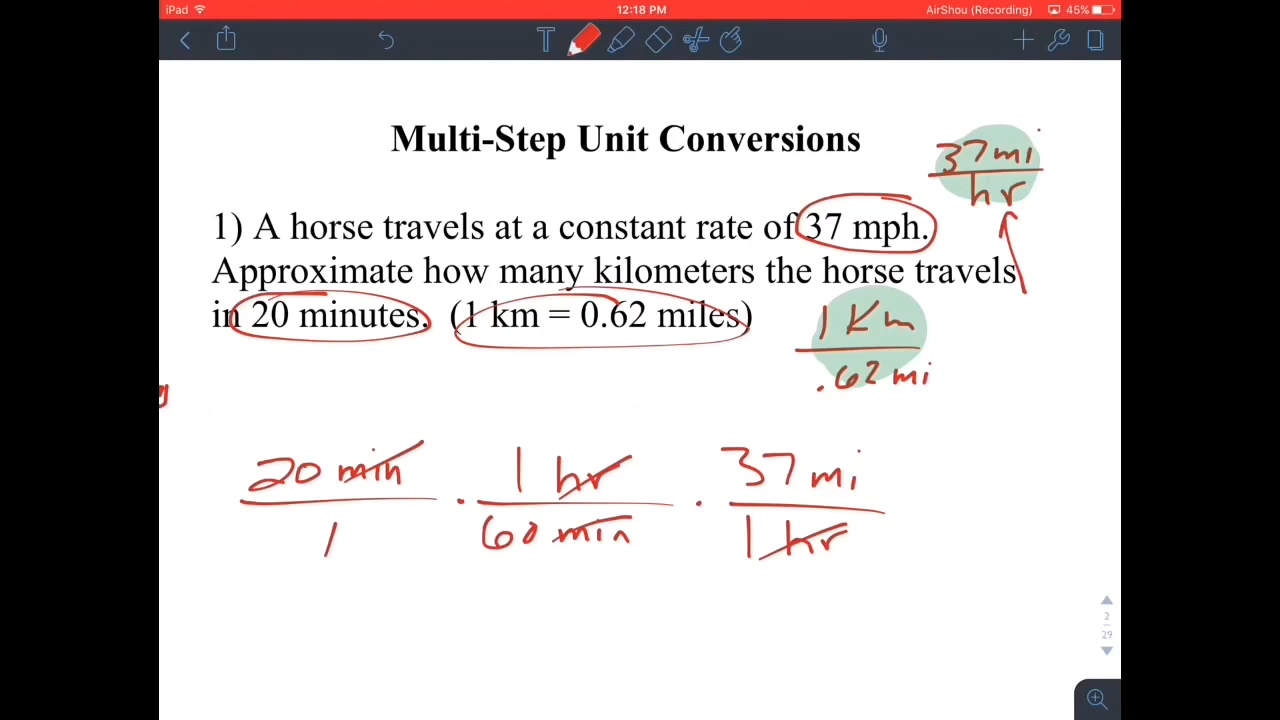 iPad 12:18 PM AirShou (Recording) 45%
T
Multi-Step Unit Conversions
37 mi
hr
1) A horse travels at a constant rate of 37 mph.
Approximate how many kilometers the horse travels
in 20 minutes. (1 km = 0.62 miles)
1 Km
.62 mi
20 min · 1 hr · 37 mi
1 60 min 1 hr
2
29